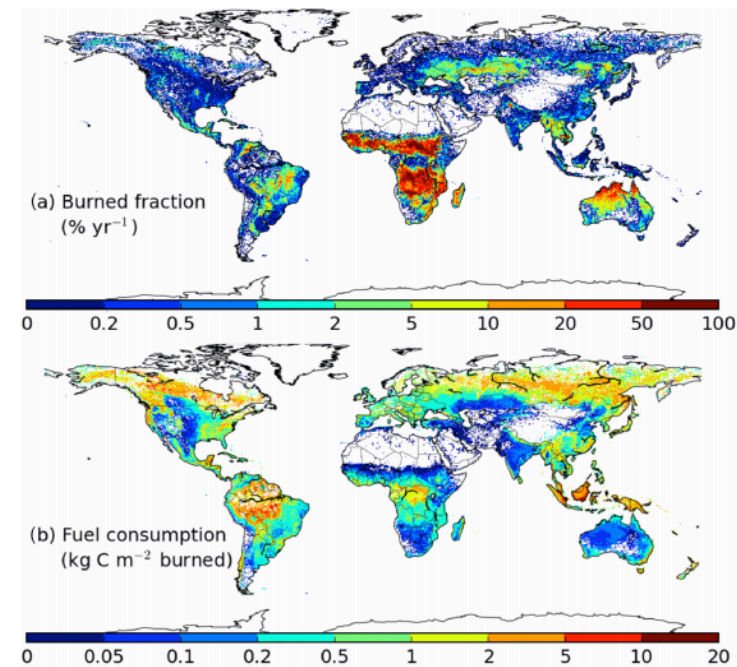 (a) Burned fraction
(% yr⁻¹)
0 0.2 0.5 1 2 5 10 20 50 100
(b) Fuel consumption
(kg C m⁻² burned)
0 0.05 0.1 0.2 0.5 1 2 5 10 20